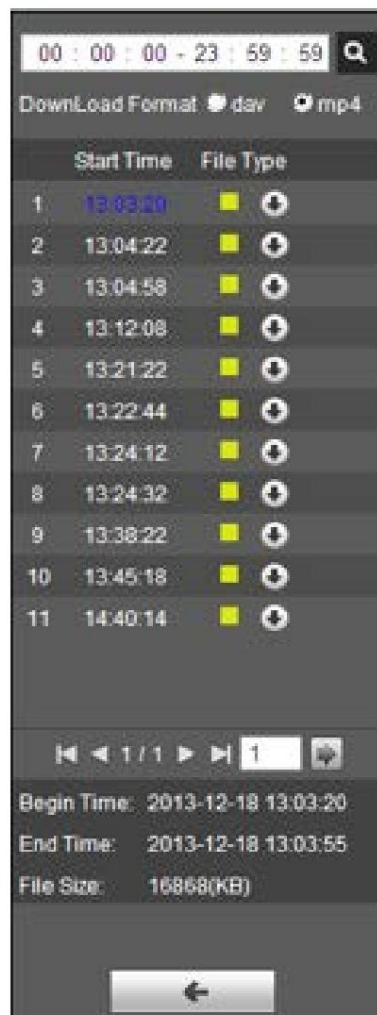 00 : 00 : 00 - 23 : 59 : 59
DownLoad Format dav mp4
Start Time File Type
1 13:03:20
2 13:04:22
3 13:04:58
4 13:12:08
5 13:21:22
6 13:22:44
7 13:24:12
8 13:24:32
9 13:38:22
10 13:45:18
11 14:40:14
1 / 1 1
Begin Time: 2013-12-18 13:03:20
End Time: 2013-12-18 13:03:55
File Size: 16868(KB)